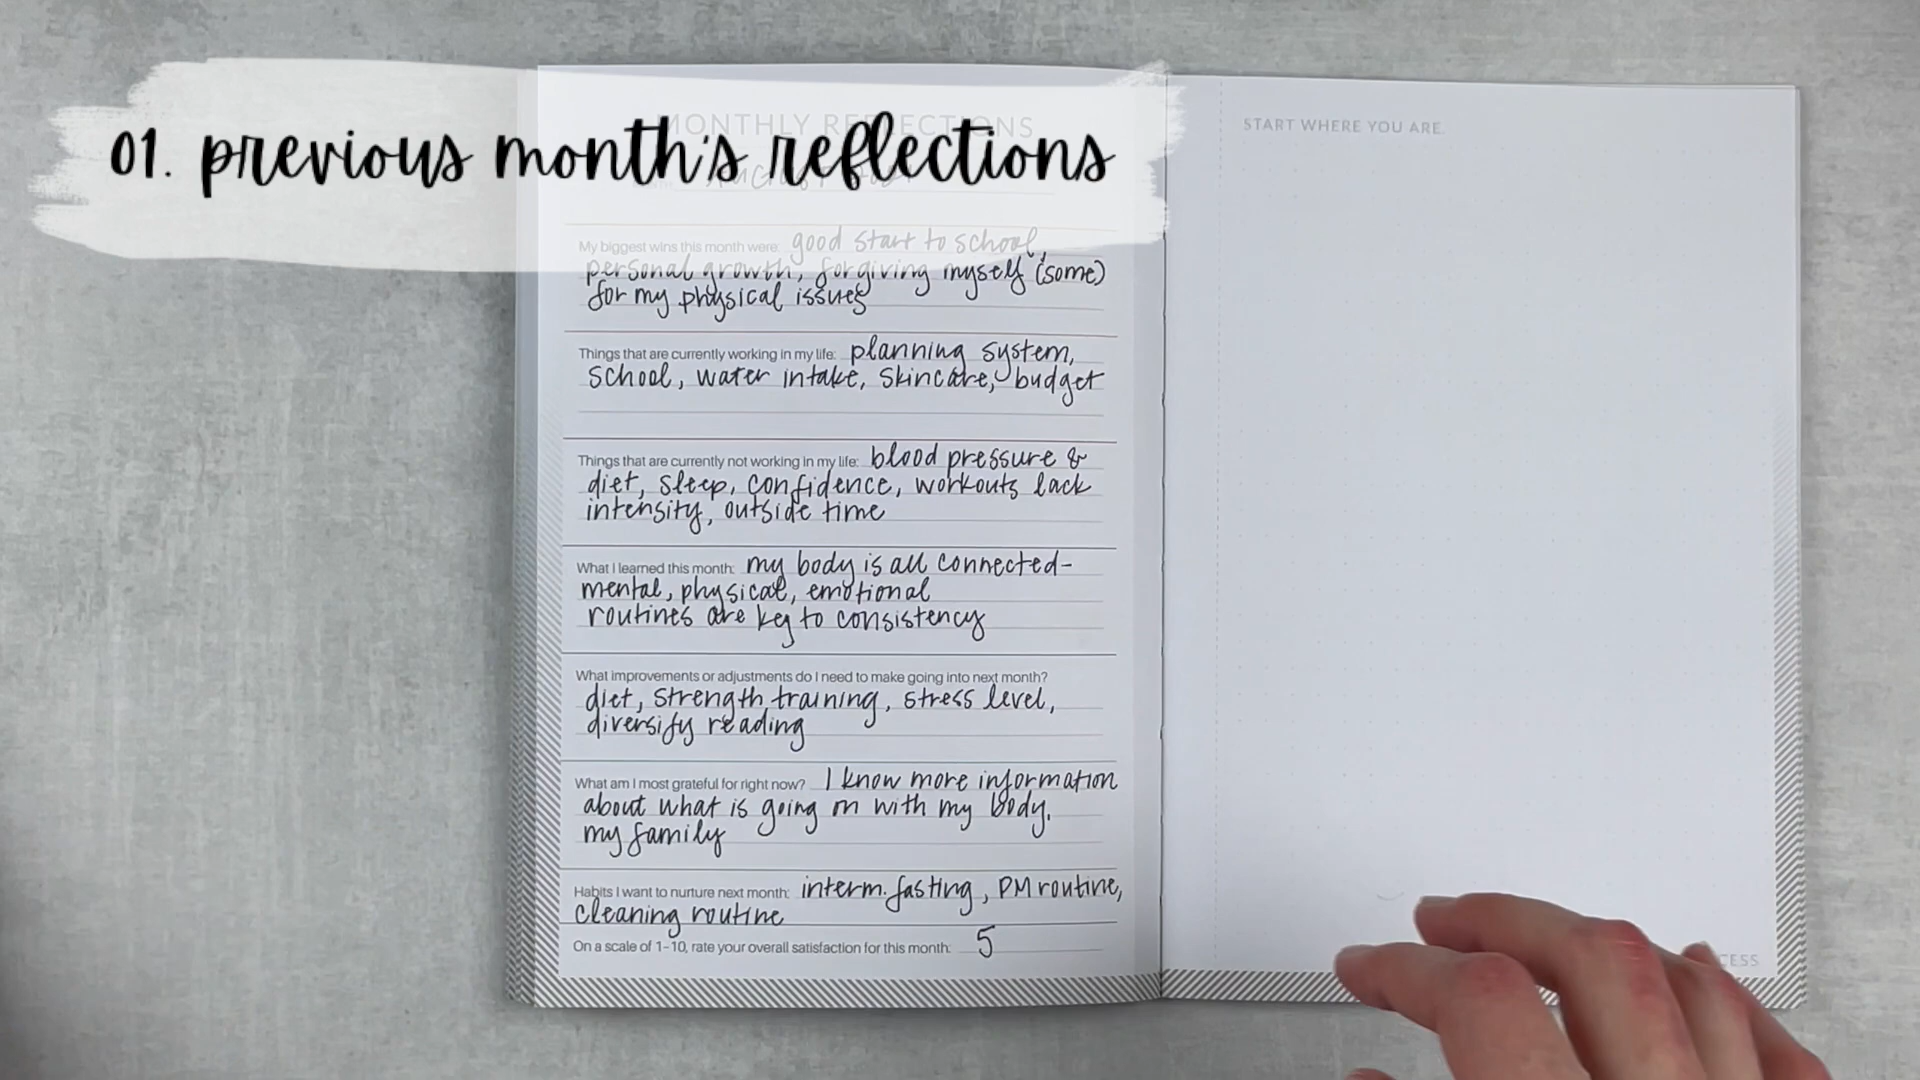 01. previous month's reflections
MONTHLY REFLECTIONS
START WHERE YOU ARE.
My biggest wins this month were: good start to school,
personal growth, forgiving myself (some)
for my physical issues
Things that are currently working in my life: planning system,
school, water intake, skincare, budget
Things that are currently not working in my life: blood pressure &
diet, sleep, confidence, workouts lack
intensity, outside time
What I learned this month: my body is all connected-
mental, physical, emotional
routines are key to consistency
What improvements or adjustments do I need to make going into next month?
diet, strength training, stress level,
diversify reading
What am I most grateful for right now? I know more information
about what is going on with my body.
my family
Habits I want to nurture next month: interm. fasting, PM routine,
cleaning routine
On a scale of 1-10, rate your overall satisfaction for this month: 5